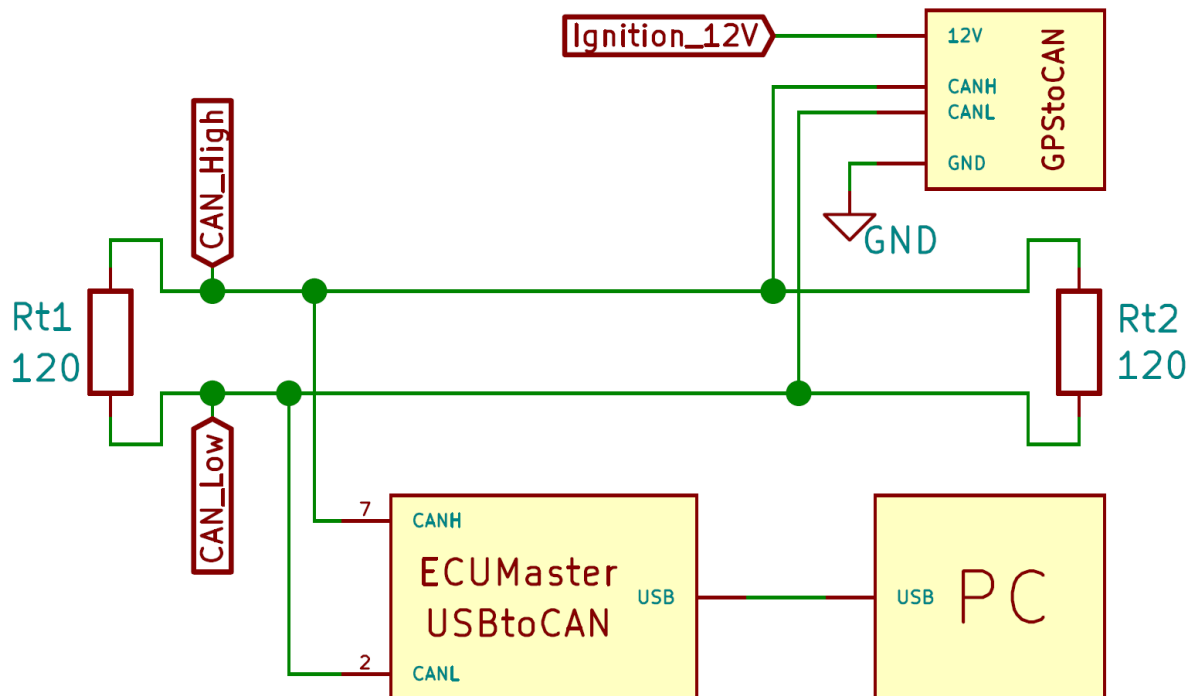 Ignition_12V
12V
CANH
CANL
GND
GPStoCAN
GND
CAN_High
Rt1
120
Rt2
120
CAN_Low
7
CANH
ECUMaster
USBtoCAN
USB
2
CANL
USB
PC